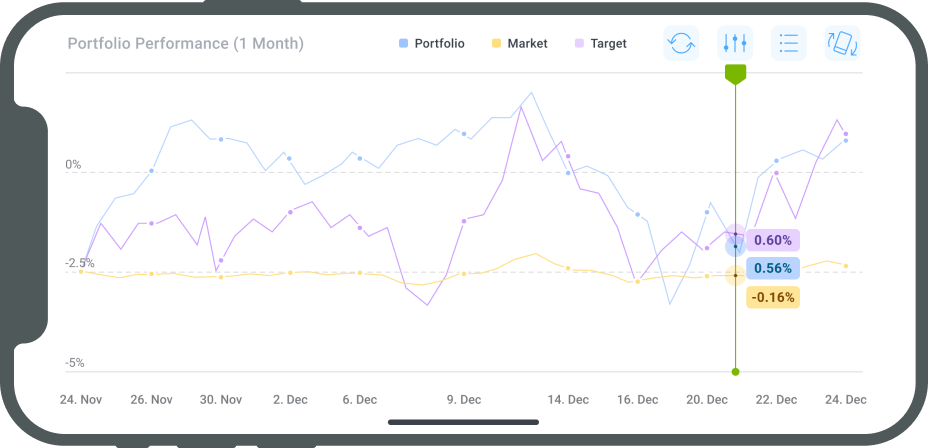 Portfolio Performance (1 Month)
Portfolio
Market
Target
0%
-2.5%
-5%
0.60%
0.56%
-0.16%
24. Nov
26. Nov
30. Nov
2. Dec
6. Dec
9. Dec
14. Dec
16. Dec
20. Dec
22. Dec
24. Dec